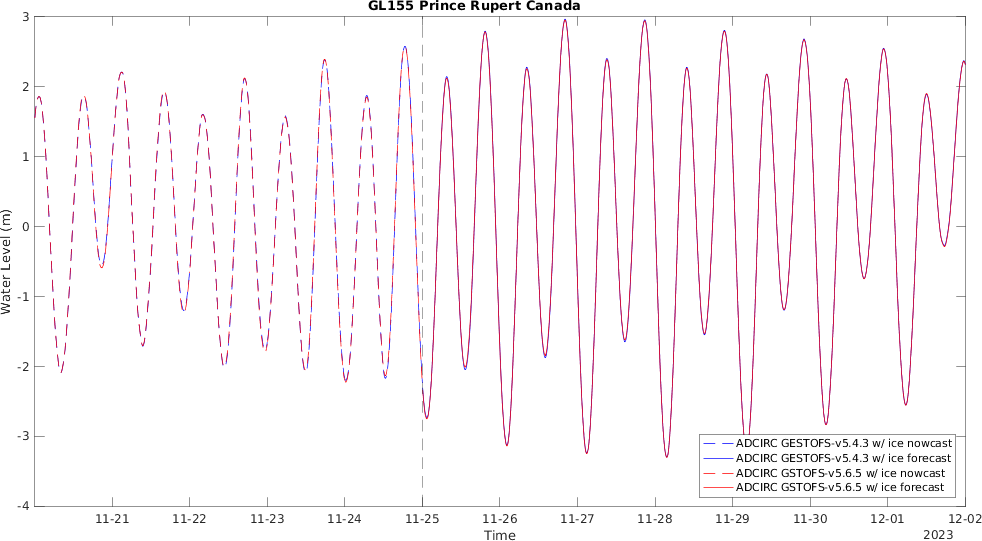 GL155 Prince Rupert Canada
3
2
1
0
-1
-2
-3
-4
Water Level (m)
ADCIRC GESTOFS-v5.4.3 w/ ice nowcast
ADCIRC GESTOFS-v5.4.3 w/ ice forecast
ADCIRC GSTOFS-v5.6.5 w/ ice nowcast
ADCIRC GSTOFS-v5.6.5 w/ ice forecast
11-21 11-22 11-23 11-24 11-25 11-26 11-27 11-28 11-29 11-30 12-01 12-02
Time
2023